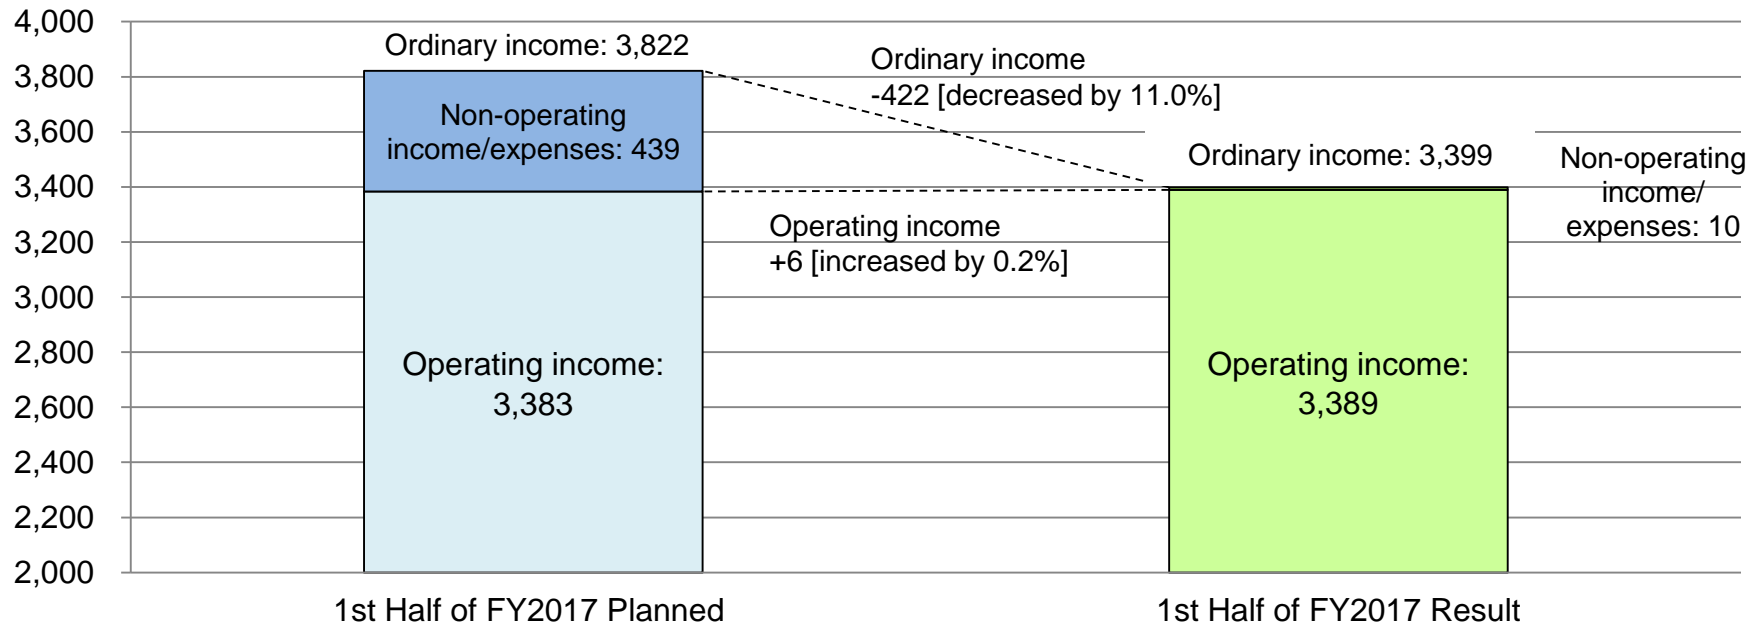 4,000
3,800
3,600
3,400
3,200
3,000
2,800
2,600
2,400
2,200
2,000
Ordinary income: 3,822
Non-operating
income/expenses: 439
Operating income:
3,383
Ordinary income
-422 [decreased by 11.0%]
Operating income
+6 [increased by 0.2%]
Ordinary income: 3,399
Non-operating
income/
expenses: 10
Operating income:
3,389
1st Half of FY2017 Planned
1st Half of FY2017 Result